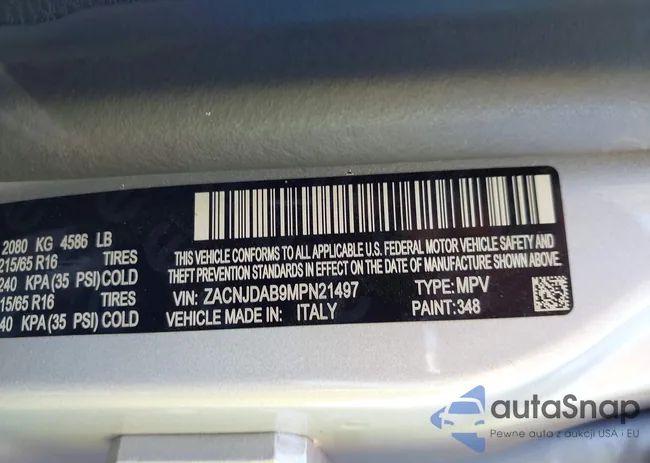 2080 KG 4586 LB
215/65 R16 TIRES
240 KPA(35 PSI)COLD
15/65 R16 TIRES
40 KPA(35 PSI) COLD
THIS VEHICLE CONFORMS TO ALL APPLICABLE U.S. FEDERAL MOTOR VEHICLE SAFETY AND
THEFT PREVENTION STANDARDS IN EFFECT ON THE DATE OF MANUFACTURE SHOWN ABOVE.
VIN: ZACNJDAB9MPN21497 TYPE: MPV
VEHICLE MADE IN: ITALY PAINT:348
autaSnap
Pewne auta z aukcji USA i EU